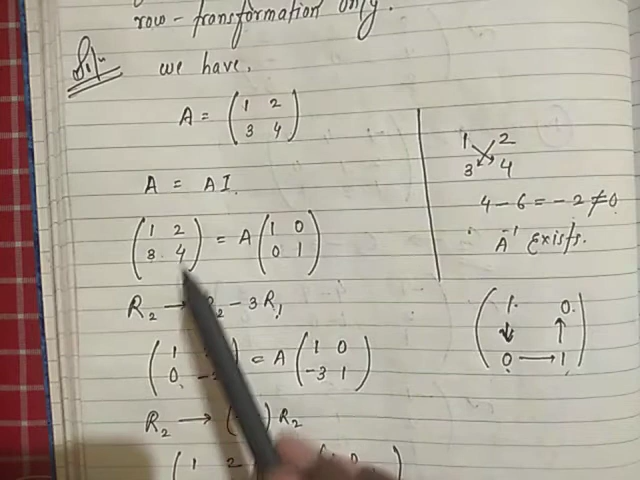 row-transformation only.
Sol:-
we have,
A = ( 1 2
3 4 )
A = AI.
( 1 2
3 4 ) = A ( 1 0
0 1 )
R₂ → R₂ - 3R₁
( 1
0 - ) = A ( 1 0
-3 1 )
R₂ → ( ) R₂
( 1 2
1 2
3 4
4 - 6 = -2 ≠ 0
∴ A⁻¹ exists.
( 1 0
↓ ↑
0 → 1 )